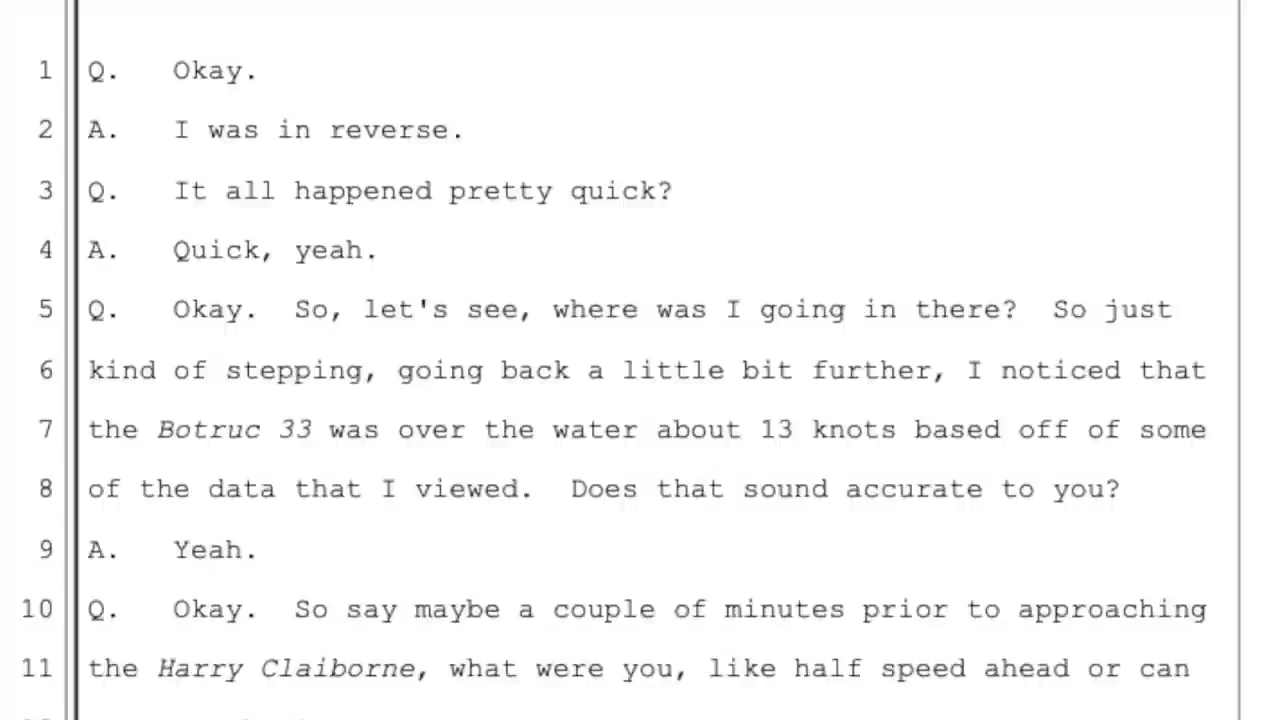 1 Q. Okay.
2 A. I was in reverse.
3 Q. It all happened pretty quick?
4 A. Quick, yeah.
5 Q. Okay. So, let's see, where was I going in there? So just
6 kind of stepping, going back a little bit further, I noticed that
7 the Botruc 33 was over the water about 13 knots based off of some
8 of the data that I viewed. Does that sound accurate to you?
9 A. Yeah.
10 Q. Okay. So say maybe a couple of minutes prior to approaching
11 the Harry Claiborne, what were you, like half speed ahead or can